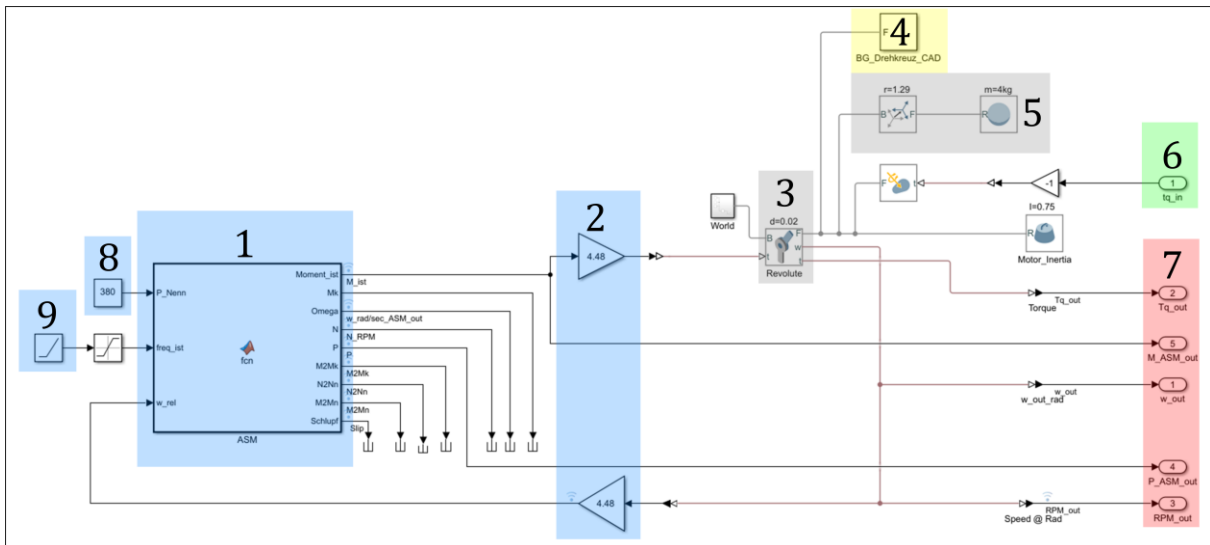 4
F
BG_Drehkreuz_CAD
r=1.29
m=4kg
B
F
R
5
6
1
tq_in
-1
F
t
I=0.75
R
Motor_Inertia
3
World
d=0.02
B
t
F
w
t
Revolute
2
4.48
1
8
380
9
P_Nenn
freq_ist
w_rel
fcn
ASM
Moment_ist
Mk
Omega
N
P
M2Mk
N2Nn
M2Mn
Schlupf
M_ist
w_rad/sec_ASM_out
N_RPM
P
M2Mk
N2Nn
M2Mn
Slip
7
Tq_out
Torque
2
Tq_out
5
M_ASM_out
w_out
w_out_rad
1
w_out
4
P_ASM_out
4.48
RPM_out
Speed @ Rad
3
RPM_out